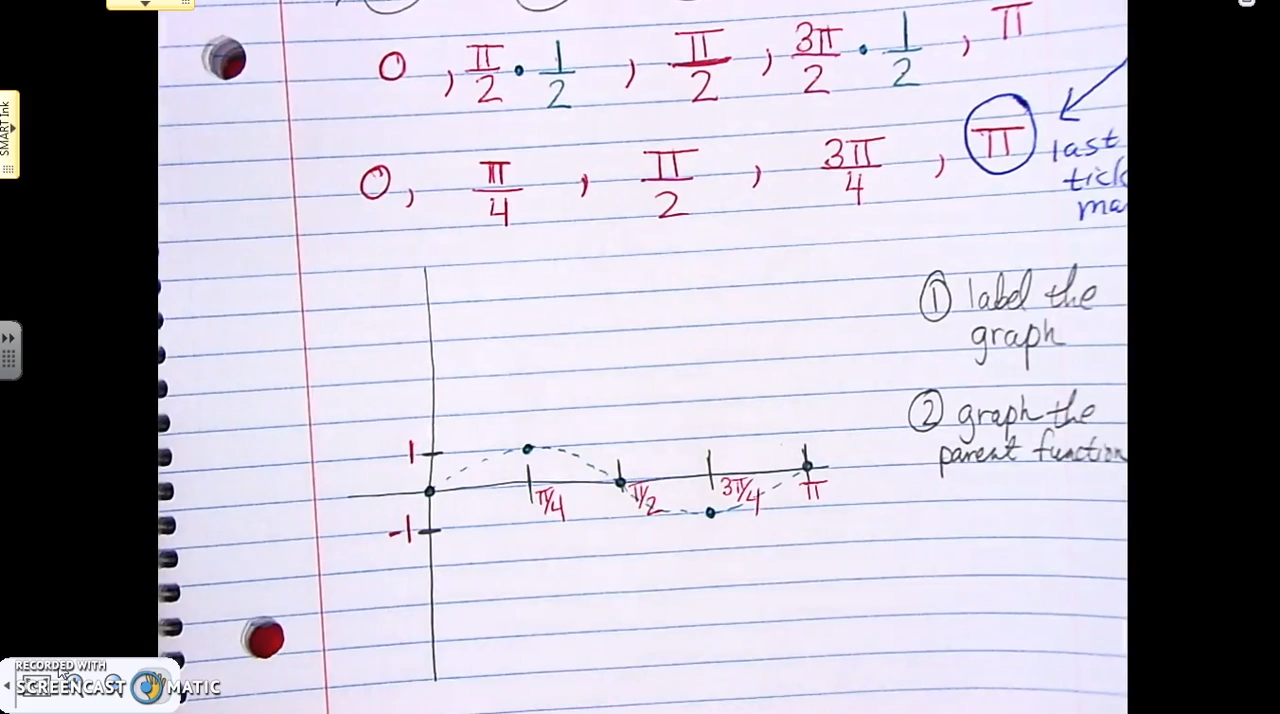 0 , π/2 · 1/2 , π/2 , 3π/2 · 1/2 , π
0 , π/4 , π/2 , 3π/4 , π
last
tick
ma
① label the
graph
② graph the
parent function
1
-1
π/4 π/2 3π/4 π
SMART Ink
RECORDED WITH
SCREENCAST MATIC